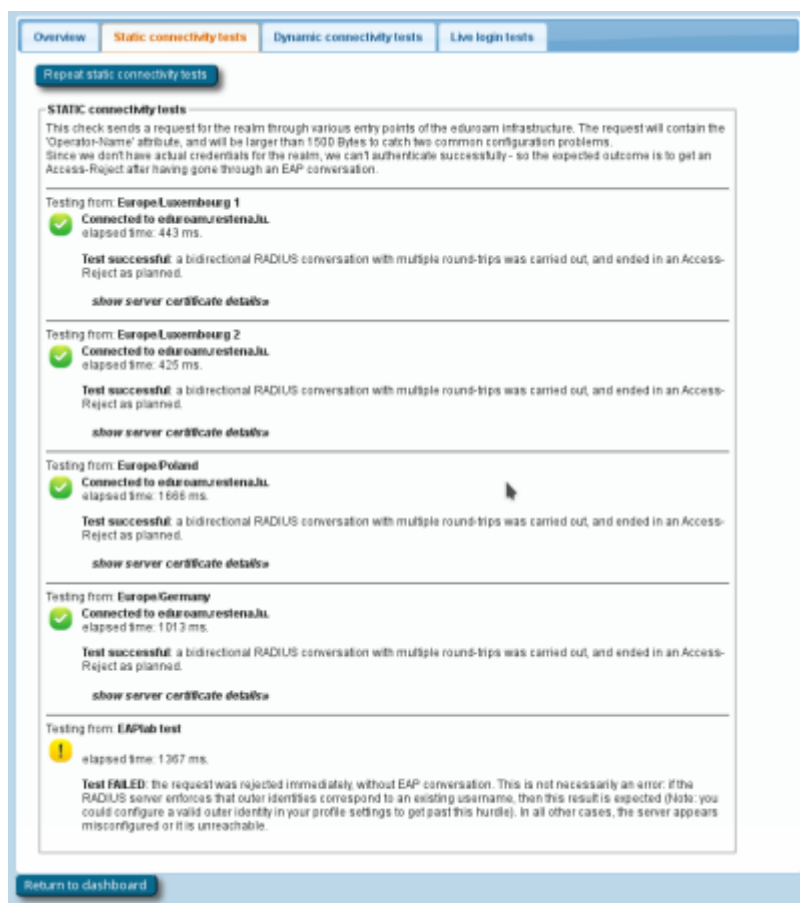 Overview Static connectivity tests Dynamic connectivity tests Live login tests
Repeat static connectivity tests
STATIC connectivity tests
This check sends a request for the realm through various entry points of the eduroam infrastructure. The request will contain the
'Operator-Name' attribute, and will be larger than 1500 Bytes to catch two common configuration problems.
Since we don't have actual credentials for the realm, we can't authenticate successfully - so the expected outcome is to get an
Access-Reject after having gone through an EAP conversation.
Testing from: Europe/Luxembourg 1
Connected to eduroam.restena.lu.
elapsed time: 443 ms.
Test successful: a bidirectional RADIUS conversation with multiple round-trips was carried out, and ended in an Access-
Reject as planned.
show server certificate details»
Testing from: Europe/Luxembourg 2
Connected to eduroam.restena.lu.
elapsed time: 425 ms.
Test successful: a bidirectional RADIUS conversation with multiple round-trips was carried out, and ended in an Access-
Reject as planned.
show server certificate details»
Testing from: Europe/Poland
Connected to eduroam.restena.lu.
elapsed time: 1666 ms.
Test successful: a bidirectional RADIUS conversation with multiple round-trips was carried out, and ended in an Access-
Reject as planned.
show server certificate details»
Testing from: Europe/Germany
Connected to eduroam.restena.lu.
elapsed time: 1013 ms.
Test successful: a bidirectional RADIUS conversation with multiple round-trips was carried out, and ended in an Access-
Reject as planned.
show server certificate details»
Testing from: EAPlab test
elapsed time: 1367 ms.
Test FAILED: the request was rejected immediately, without EAP conversation. This is not necessarily an error: if the
RADIUS server enforces that outer identities correspond to an existing username, then this result is expected (Note: you
could configure a valid outer identity in your profile settings to get past this hurdle). In all other cases, the server appears
misconfigured or it is unreachable.
Return to dashboard